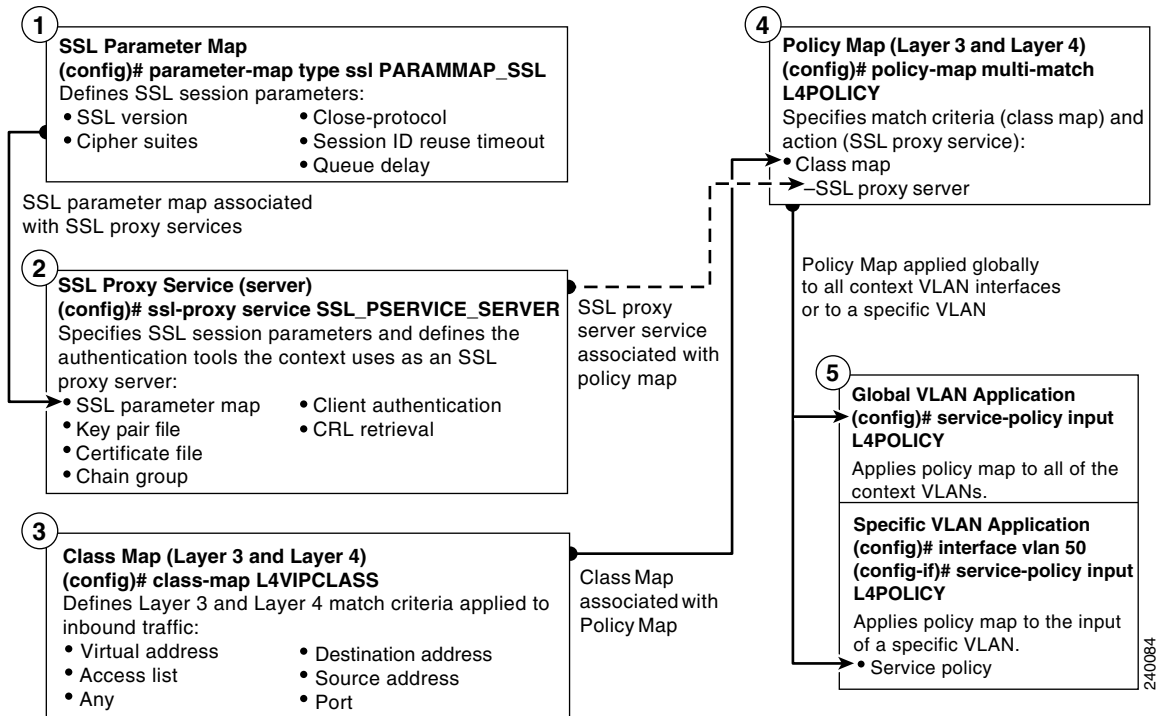 1
SSL Parameter Map
(config)# parameter-map type ssl PARAMMAP_SSL
Defines SSL session parameters:
• SSL version
• Cipher suites
• Close-protocol
• Session ID reuse timeout
• Queue delay
SSL parameter map associated
with SSL proxy services
2
SSL Proxy Service (server)
(config)# ssl-proxy service SSL_PSERVICE_SERVER
Specifies SSL session parameters and defines the
authentication tools the context uses as an SSL
proxy server:
• SSL parameter map
• Key pair file
• Certificate file
• Chain group
• Client authentication
• CRL retrieval
SSL proxy
server service
associated with
policy map
3
Class Map (Layer 3 and Layer 4)
(config)# class-map L4VIPCLASS
Defines Layer 3 and Layer 4 match criteria applied to
inbound traffic:
• Virtual address
• Access list
• Any
• Destination address
• Source address
• Port
Class Map
associated with
Policy Map
4
Policy Map (Layer 3 and Layer 4)
(config)# policy-map multi-match
L4POLICY
Specifies match criteria (class map) and
action (SSL proxy service):
• Class map
–SSL proxy server
Policy Map applied globally
to all context VLAN interfaces
or to a specific VLAN
5
Global VLAN Application
(config)# service-policy input
L4POLICY
Applies policy map to all of the
context VLANs.
Specific VLAN Application
(config)# interface vlan 50
(config-if)# service-policy input
L4POLICY
Applies policy map to the input
of a specific VLAN.
• Service policy
240084